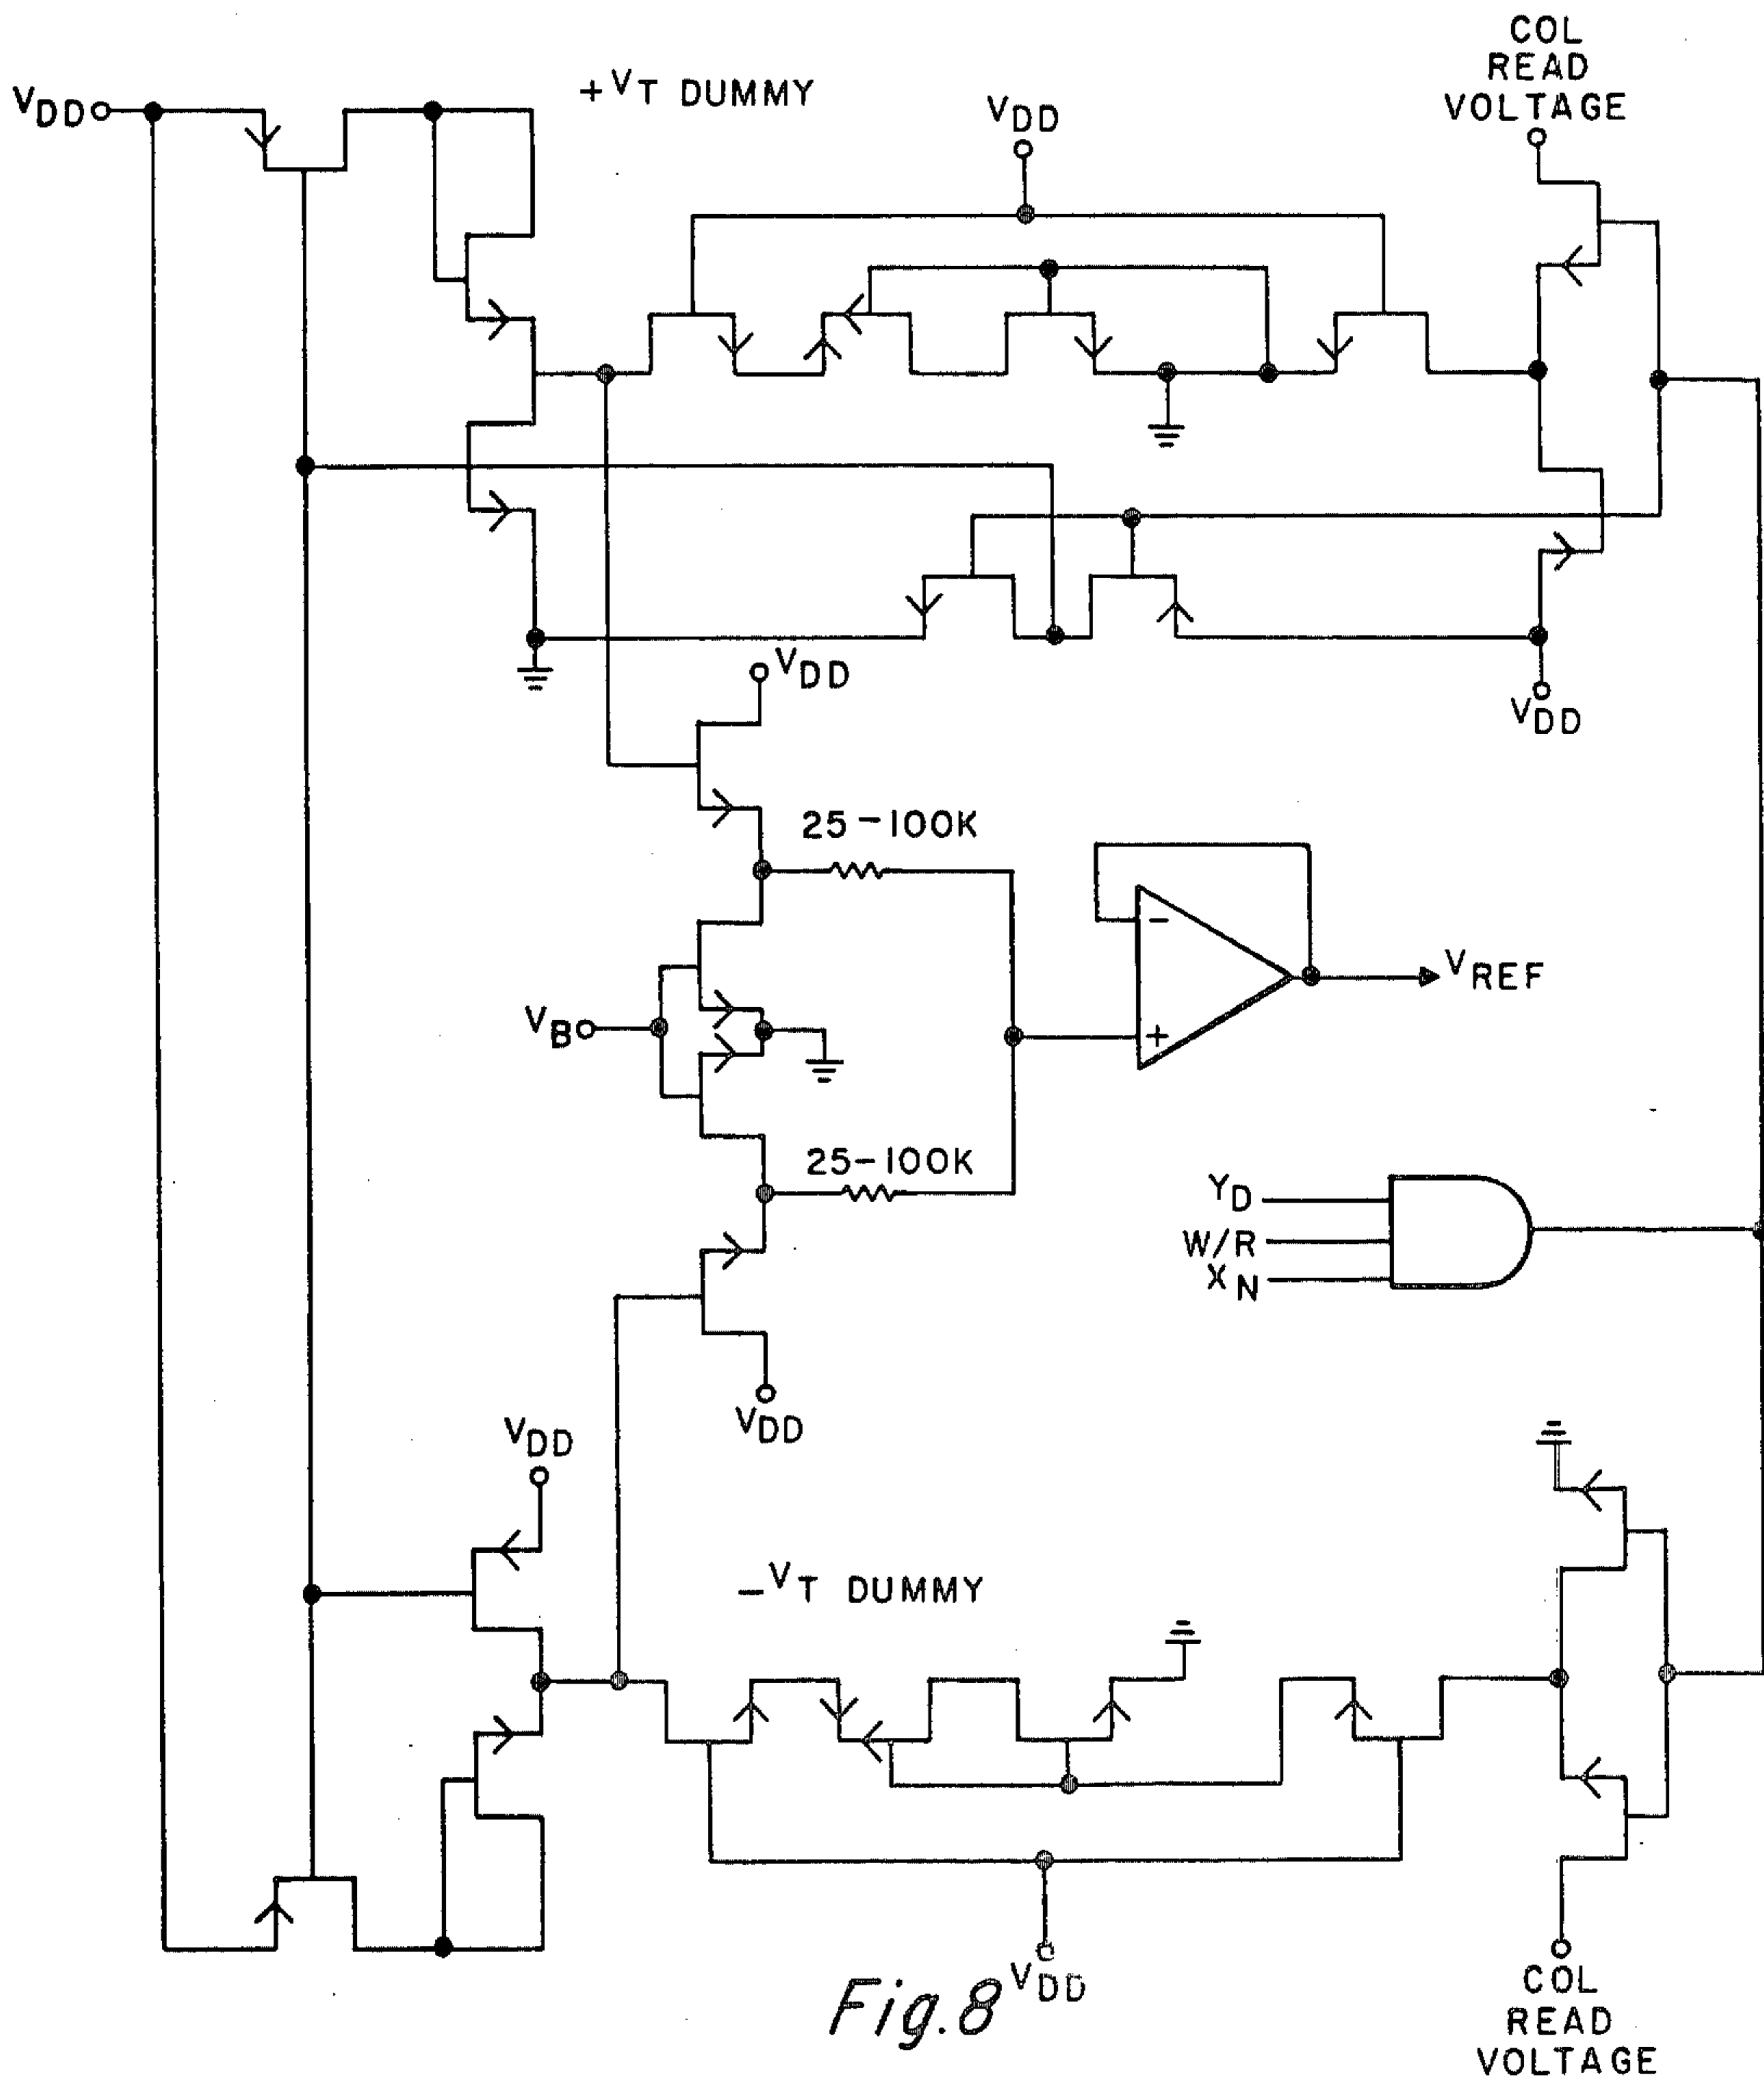 COL
READ
VOLTAGE
VDD
+VT DUMMY
VDD
VDD
VDD
25-100K
-
VREF
VB
+
25-100K
YD
W/R
XN
VDD
VDD
-VT DUMMY
VDD
Fig.8
COL
READ
VOLTAGE